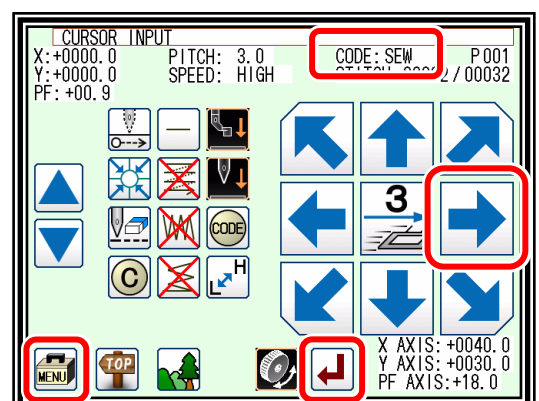 CURSOR INPUT
X:+0000.0 PITCH: 3.0 CODE:SEW P001
Y:+0000.0 SPEED: HIGH 2/00032
PF:+00.9
3
CODE
C H L
MENU TOP
X AXIS:+0040.0
Y AXIS:+0030.0
PF AXIS:+18.0